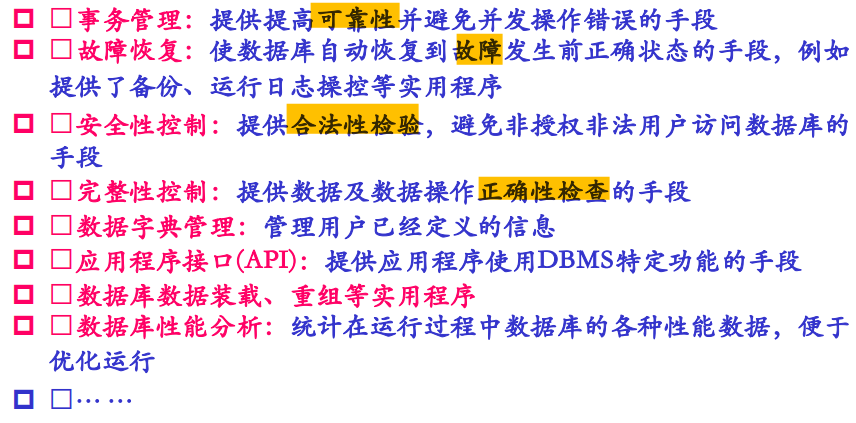 □事务管理：提供提高可靠性并避免并发操作错误的手段
□故障恢复：使数据库自动恢复到故障发生前正确状态的手段，例如
提供了备份、运行日志操控等实用程序
□安全性控制：提供合法性检验，避免非授权非法用户访问数据库的
手段
□完整性控制：提供数据及数据操作正确性检查的手段
□数据字典管理：管理用户已经定义的信息
□应用程序接口(API)：提供应用程序使用DBMS特定功能的手段
□数据库数据装载、重组等实用程序
□数据库性能分析：统计在运行过程中数据库的各种性能数据，便于
优化运行
□… …